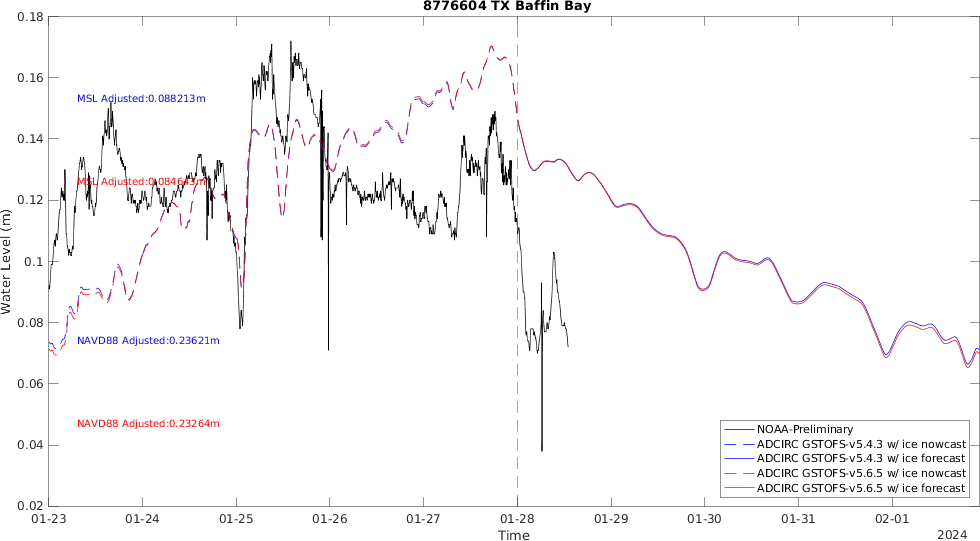 8776604 TX Baffin Bay
0.18
0.16
0.14
0.12
0.1
0.08
0.06
0.04
0.02
Water Level (m)
MSL Adjusted:0.088213m
MSL Adjusted:0.084643m
NAVD88 Adjusted:0.23621m
NAVD88 Adjusted:0.23264m
NOAA-Preliminary
ADCIRC GSTOFS-v5.4.3 w/ ice nowcast
ADCIRC GSTOFS-v5.4.3 w/ ice forecast
ADCIRC GSTOFS-v5.6.5 w/ ice nowcast
ADCIRC GSTOFS-v5.6.5 w/ ice forecast
01-23 01-24 01-25 01-26 01-27 01-28 01-29 01-30 01-31 02-01
Time
2024